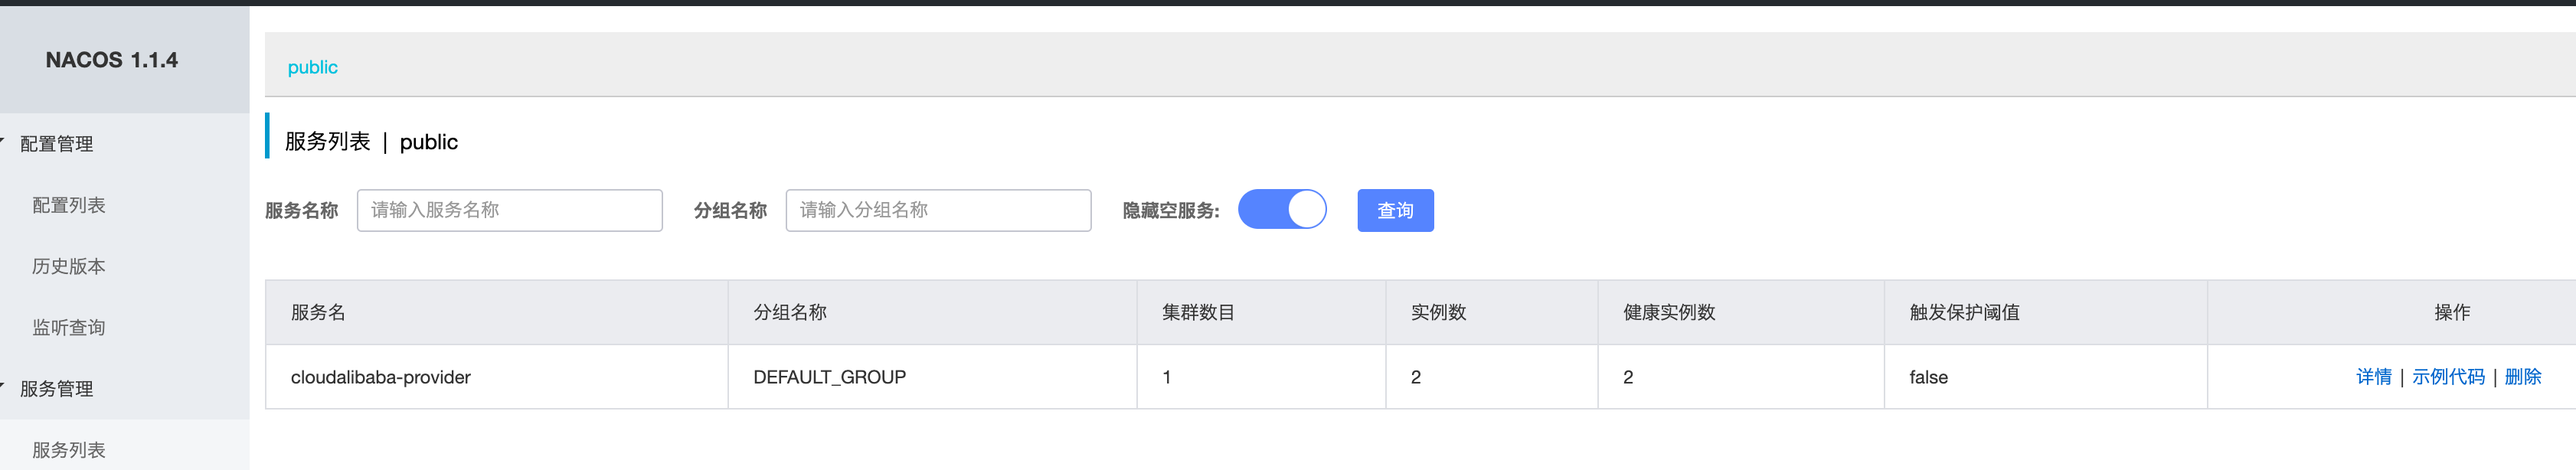 NACOS 1.1.4
配置管理
配置列表
历史版本
监听查询
服务管理
服务列表
public
服务列表 | public
服务名称 请输入服务名称 分组名称 请输入分组名称 隐藏空服务: 查询
服务名 分组名称 集群数目 实例数 健康实例数 触发保护阈值 操作
cloudalibaba-provider DEFAULT_GROUP 1 2 2 false 详情 | 示例代码 | 删除